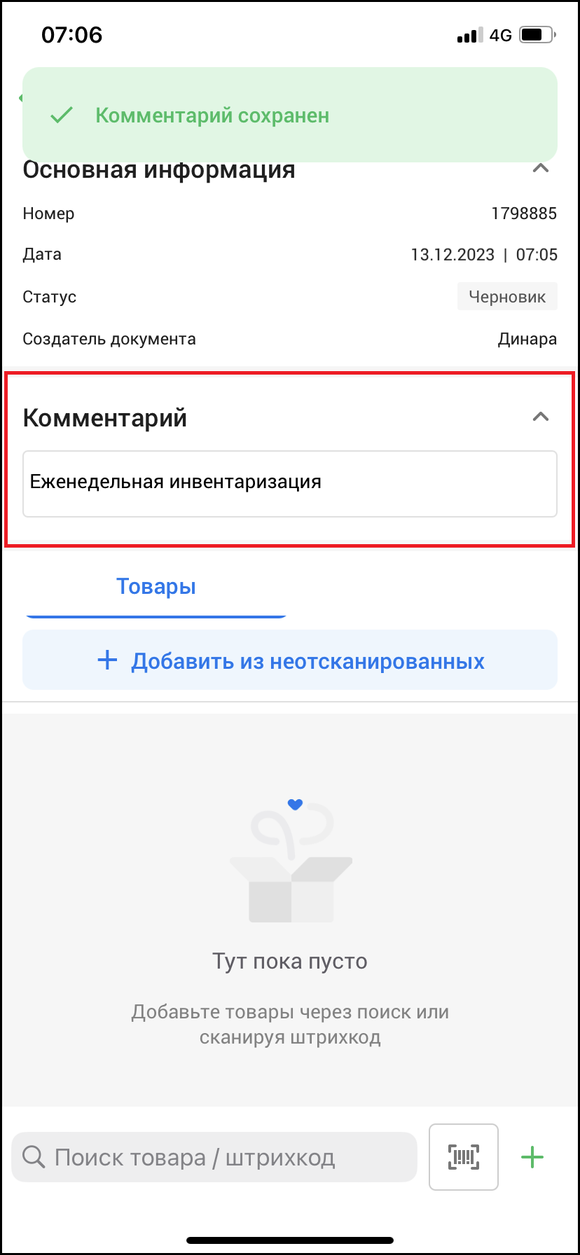 07:06
4G
Комментарий сохранен
Основная информация
Номер 1798885
Дата 13.12.2023 | 07:05
Статус Черновик
Создатель документа Динара
Комментарий
Еженедельная инвентаризация
Товары
+ Добавить из неотсканированных
Тут пока пусто
Добавьте товары через поиск или
сканируя штрихкод
Поиск товара / штрихкод